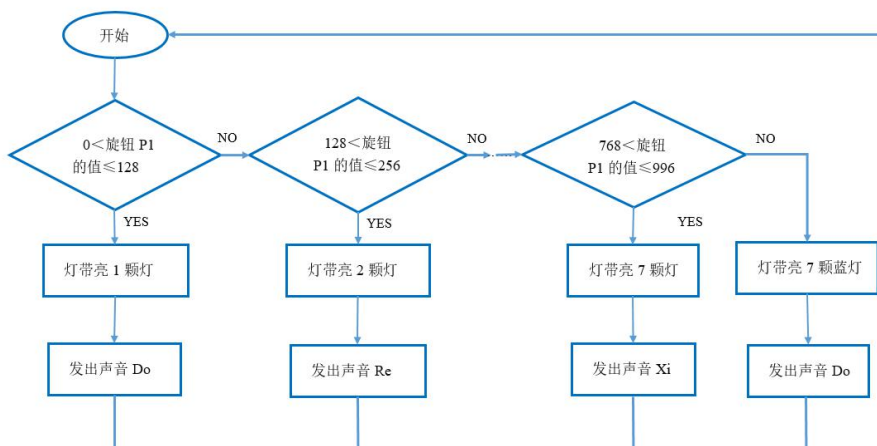 开始
0＜旋钮 P1
的值≤128
NO
128＜旋钮
P1 的值≤256
NO
768＜旋钮
P1 的值≤996
NO
YES
YES
YES
灯带亮 1 颗灯
灯带亮 2 颗灯
灯带亮 7 颗灯
灯带亮 7 颗蓝灯
发出声音 Do
发出声音 Re
发出声音 Xi
发出声音 Do